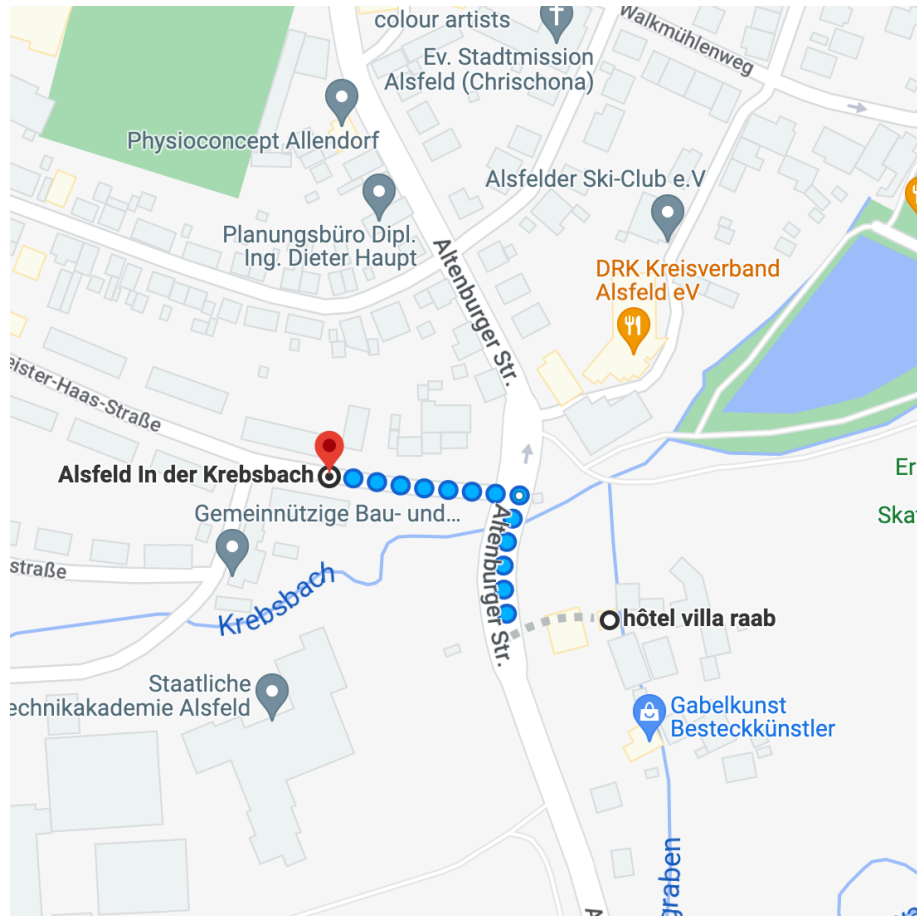 colour artists
Walkmühlenweg
Ev. Stadtmission
Alsfeld (Chrischona)
Physioconcept Allendorf
Alsfelder Ski-Club e.V
Planungsbüro Dipl.
Ing. Dieter Haupt
Altenburger Str.
DRK Kreisverband
Alsfeld eV
eister-Haas-Straße
Alsfeld In der Krebsbach
Er
Gemeinnützige Bau- und...
Skat
Altenburger Str.
straße
Krebsbach
hôtel villa raab
Staatliche
echnikakademie Alsfeld
Gabelkunst
Besteckkünstler
graben
A